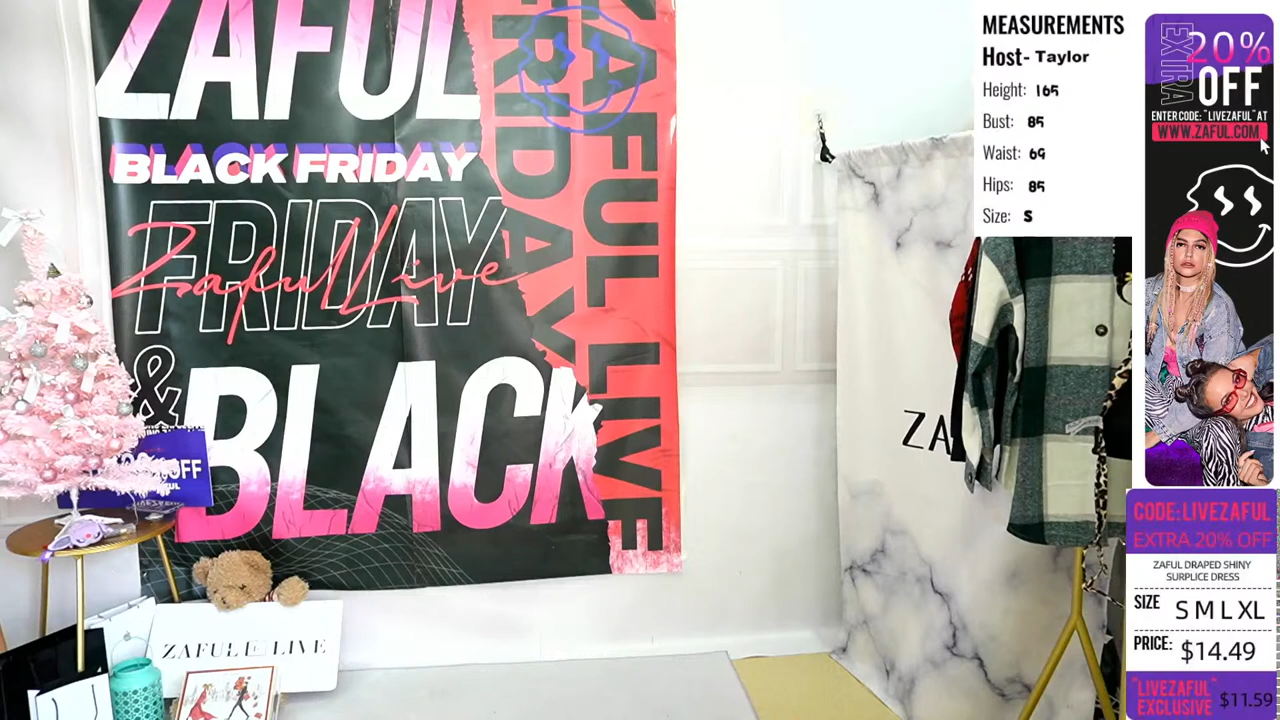 ZAFUL
BLACK FRIDAY
FRIDAY
ZafulLive
&
BLACK
FRIDAY
ZAFUL LIVE
OFF
ZAFUL LIVE
ZA
MEASUREMENTS
Host- Taylor
Height: 165
Bust: 85
Waist: 69
Hips: 85
Size: S
EXTRA
20%
OFF
ENTER CODE: "LIVEZAFUL" AT
WWW.ZAFUL.COM
CODE:LIVEZAFUL
EXTRA 20% OFF
ZAFUL DRAPED SHINY
SURPLICE DRESS
SIZE S M L XL
PRICE: $14.49
"LIVEZAFUL"
EXCLUSIVE $11.59